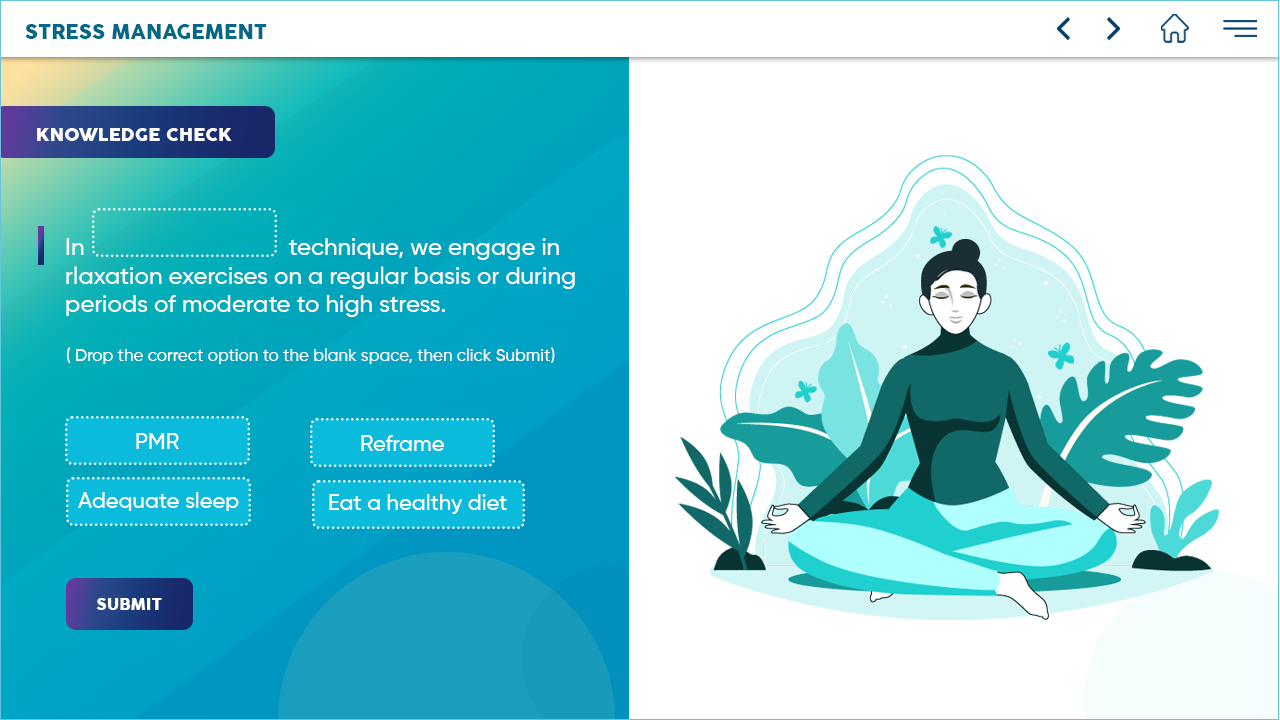 STRESS MANAGEMENT
KNOWLEDGE CHECK
In technique, we engage in
rlaxation exercises on a regular basis or during
periods of moderate to high stress.
( Drop the correct option to the blank space, then click Submit)
PMR
Reframe
Adequate sleep
Eat a healthy diet
SUBMIT